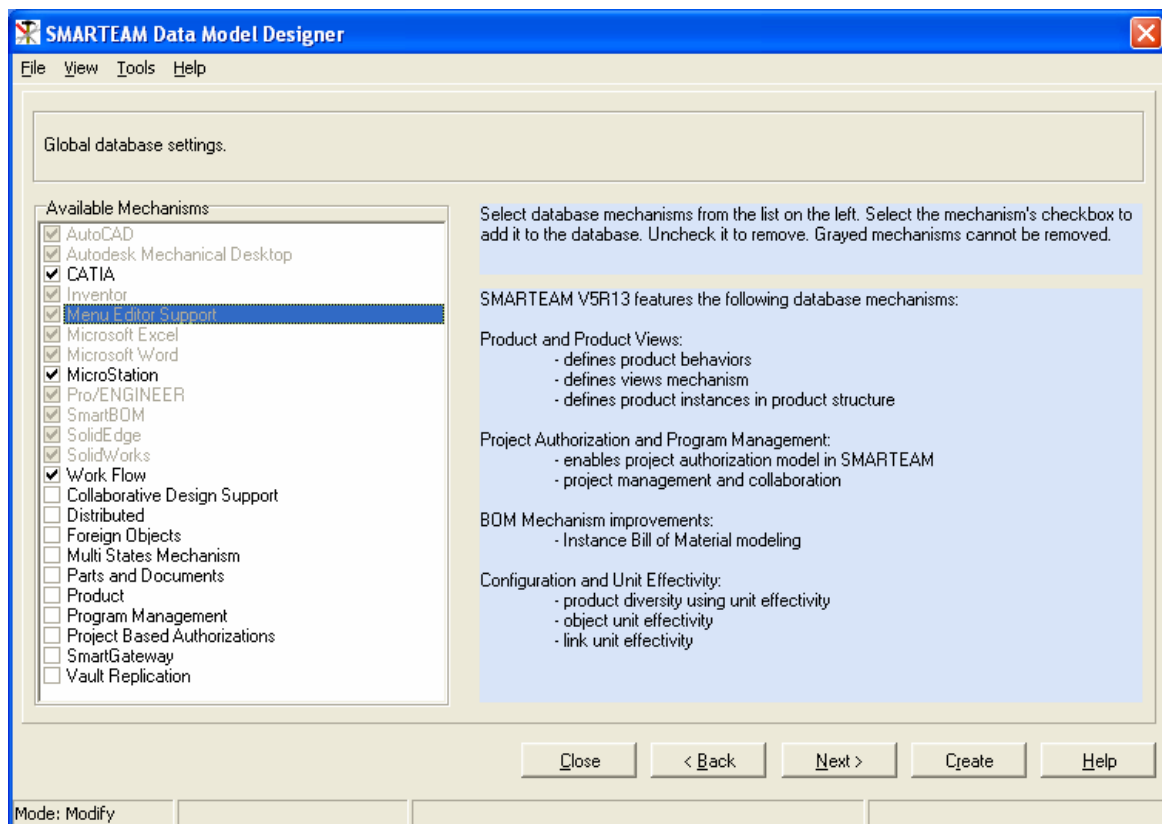 SMARTEAM Data Model Designer
File View Tools Help
Global database settings.
Available Mechanisms
AutoCAD
Autodesk Mechanical Desktop
CATIA
Inventor
Menu Editor Support
Microsoft Excel
Microsoft Word
MicroStation
Pro/ENGINEER
SmartBOM
SolidEdge
SolidWorks
Work Flow
Collaborative Design Support
Distributed
Foreign Objects
Multi States Mechanism
Parts and Documents
Product
Program Management
Project Based Authorizations
SmartGateway
Vault Replication
Select database mechanisms from the list on the left. Select the mechanism's checkbox to
add it to the database. Uncheck it to remove. Grayed mechanisms cannot be removed.
SMARTEAM V5R13 features the following database mechanisms:
Product and Product Views:
- defines product behaviors
- defines views mechanism
- defines product instances in product structure
Project Authorization and Program Management:
- enables project authorization model in SMARTEAM
- project management and collaboration
BOM Mechanism improvements:
- Instance Bill of Material modeling
Configuration and Unit Effectivity:
- product diversity using unit effectivity
- object unit effectivity
- link unit effectivity
Close < Back Next > Create Help
Mode: Modify